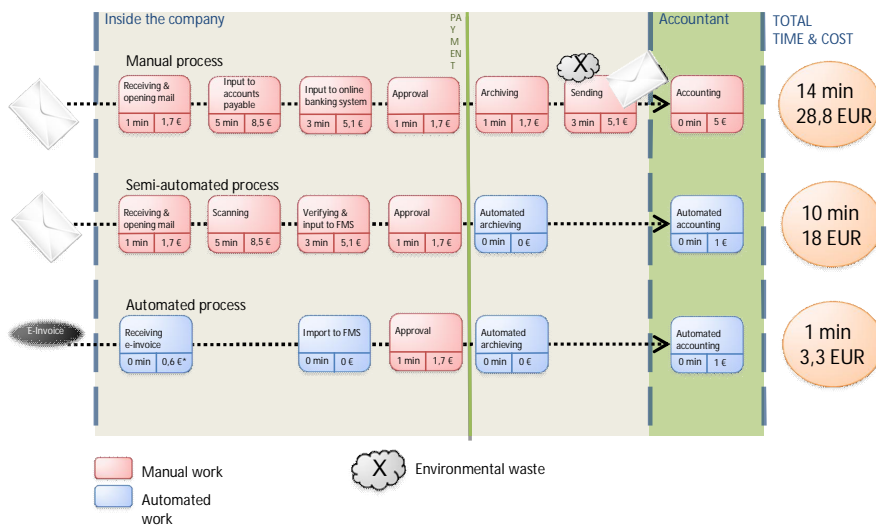 Inside the company
PA
Y
M
EN
T
Accountant
TOTAL
TIME & COST
Manual process
Receiving &
opening mail
1 min 1,7 €
Input to
accounts
payable
5 min 8,5 €
Input to online
banking system
3 min 5,1 €
Approval
1 min 1,7 €
Archiving
1 min 1,7 €
X
Sending
3 min 5,1 €
Accounting
0 min 5 €
14 min
28,8 EUR
Semi-automated process
Receiving &
opening mail
1 min 1,7 €
Scanning
5 min 8,5 €
Verifying &
input to FMS
3 min 5,1 €
Approval
1 min 1,7 €
Automated
archieving
0 min 0 €
Automated
accounting
0 min 1 €
10 min
18 EUR
Automated process
E-Invoice
Receiving
e-invoice
0 min 0,6 €*
Import to FMS
0 min 0 €
Approval
1 min 1,7 €
Automated
archieving
0 min 0 €
Automated
accounting
0 min 1 €
1 min
3,3 EUR
Manual work
Automated
work
X
Environmental waste